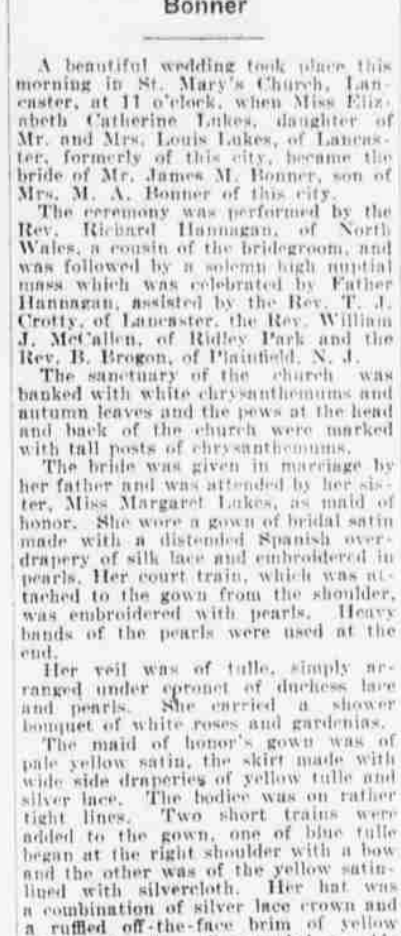 Bonner
A beautiful wedding took place this
morning in St. Mary's Church, Lan-
caster, at 11 o'clock, when Miss Eliz-
abeth Catherine Lukes, daughter of
Mr. and Mrs. Louis Lukes, of Lancas-
ter, formerly of this city, became the
bride of Mr. James M. Bonner, son of
Mrs. M. A. Bonner of this city.
The ceremony was performed by the
Rev. Richard Hannagan, of North
Wales, a cousin of the bridegroom, and
was followed by a solemn high nuptial
mass which was celebrated by Father
Hannagan, assisted by the Rev. T. J.
Crotty, of Lancaster, the Rev. William
J. McCallen, of Ridley Park and the
Rev. B. Brogon, of Plainfield, N. J.
The sanctuary of the church was
banked with white chrysanthemums and
autumn leaves and the pews at the head
and back of the church were marked
with tall posts of chrysanthemums.
The bride was given in marriage by
her father and was attended by her sis-
ter, Miss Margaret Lukes, as maid of
honor. She wore a gown of bridal satin
made with a distended Spanish over-
drapery of silk lace and embroidered in
pearls. Her court train, which was at-
tached to the gown from the shoulder,
was embroidered with pearls. Heavy
bands of the pearls were used at the
end.
Her veil was of tulle, simply ar-
ranged under coronet of duchess lace
and pearls. She carried a shower
bouquet of white roses and gardenias.
The maid of honor's gown was of
pale yellow satin, the skirt made with
wide side draperies of yellow tulle and
silver lace. The bodice was on rather
tight lines. Two short trains were
added to the gown, one of blue tulle
began at the right shoulder with a bow
and the other was of the yellow satin-
lined with silvercloth. Her hat was
a combination of silver lace crown and
a ruffled off-the-face brim of yellow